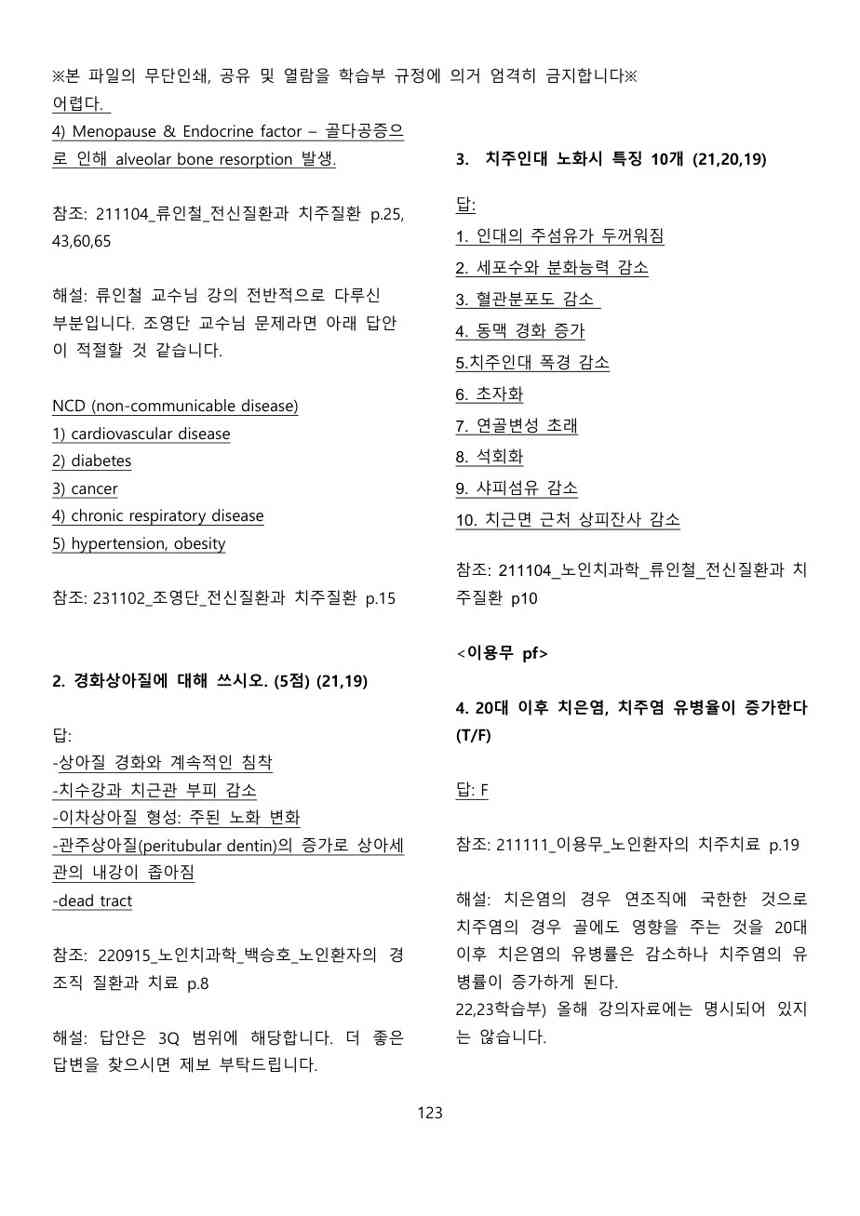 ※본 파일의 무단인쇄, 공유 및 열람을 학습부 규정에 의거 엄격히 금지합니다※
어렵다.
4) Menopause & Endocrine factor – 골다공증으
로 인해 alveolar bone resorption 발생.
참조: 211104_류인철_전신질환과 치주질환 p.25,
43,60,65
해설: 류인철 교수님 강의 전반적으로 다루신
부분입니다. 조영단 교수님 문제라면 아래 답안
이 적절할 것 같습니다.
NCD (non-communicable disease)
1) cardiovascular disease
2) diabetes
3) cancer
4) chronic respiratory disease
5) hypertension, obesity
참조: 231102_조영단_전신질환과 치주질환 p.15
2. 경화상아질에 대해 쓰시오. (5점) (21,19)
답:
-상아질 경화와 계속적인 침착
-치수강과 치근관 부피 감소
-이차상아질 형성: 주된 노화 변화
-관주상아질(peritubular dentin)의 증가로 상아세
관의 내강이 좁아짐
-dead tract
참조: 220915_노인치과학_백승호_노인환자의 경
조직 질환과 치료 p.8
해설: 답안은 3Q 범위에 해당합니다. 더 좋은
답변을 찾으시면 제보 부탁드립니다.
3. 치주인대 노화시 특징 10개 (21,20,19)
답:
1. 인대의 주섬유가 두꺼워짐
2. 세포수와 분화능력 감소
3. 혈관분포도 감소
4. 동맥 경화 증가
5.치주인대 폭경 감소
6. 초자화
7. 연골변성 초래
8. 석회화
9. 샤피섬유 감소
10. 치근면 근처 상피잔사 감소
참조: 211104_노인치과학_류인철_전신질환과 치
주질환 p10
<이용무 pf>
4. 20대 이후 치은염, 치주염 유병율이 증가한다
(T/F)
답: F
참조: 211111_이용무_노인환자의 치주치료 p.19
해설: 치은염의 경우 연조직에 국한한 것으로
치주염의 경우 골에도 영향을 주는 것을 20대
이후 치은염의 유병률은 감소하나 치주염의 유
병률이 증가하게 된다.
22,23학습부) 올해 강의자료에는 명시되어 있지
는 않습니다.
123